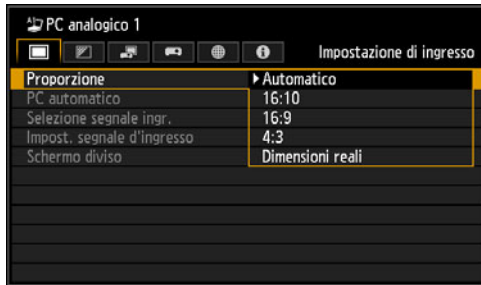 PC analogico 1
Impostazione di ingresso
Proporzione
Automatico
PC automatico
16:10
Selezione segnale ingr.
16:9
Impost. segnale d'ingresso
4:3
Schermo diviso
Dimensioni reali